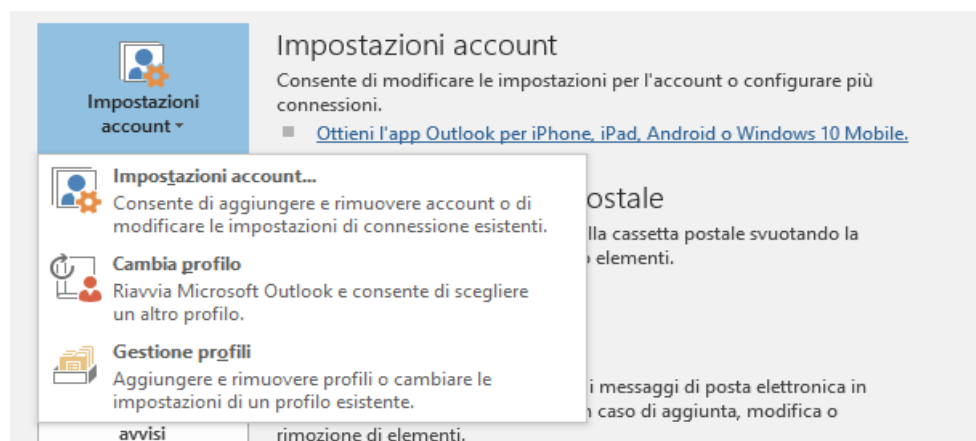 Impostazioni
account
Impostazioni account
Consente di modificare le impostazioni per l'account o configurare più
connessioni.
Ottieni l'app Outlook per iPhone, iPad, Android o Windows 10 Mobile.
Impostazioni account...
Consente di aggiungere e rimuovere account o di
modificare le impostazioni di connessione esistenti.
Cambia profilo
Riavvia Microsoft Outlook e consente di scegliere
un altro profilo.
Gestione profili
Aggiungere e rimuovere profili o cambiare le
impostazioni di un profilo esistente.
ostale
lla cassetta postale svuotando la
elementi.
i messaggi di posta elettronica in
caso di aggiunta, modifica o
rimozione di elementi.
avvisi